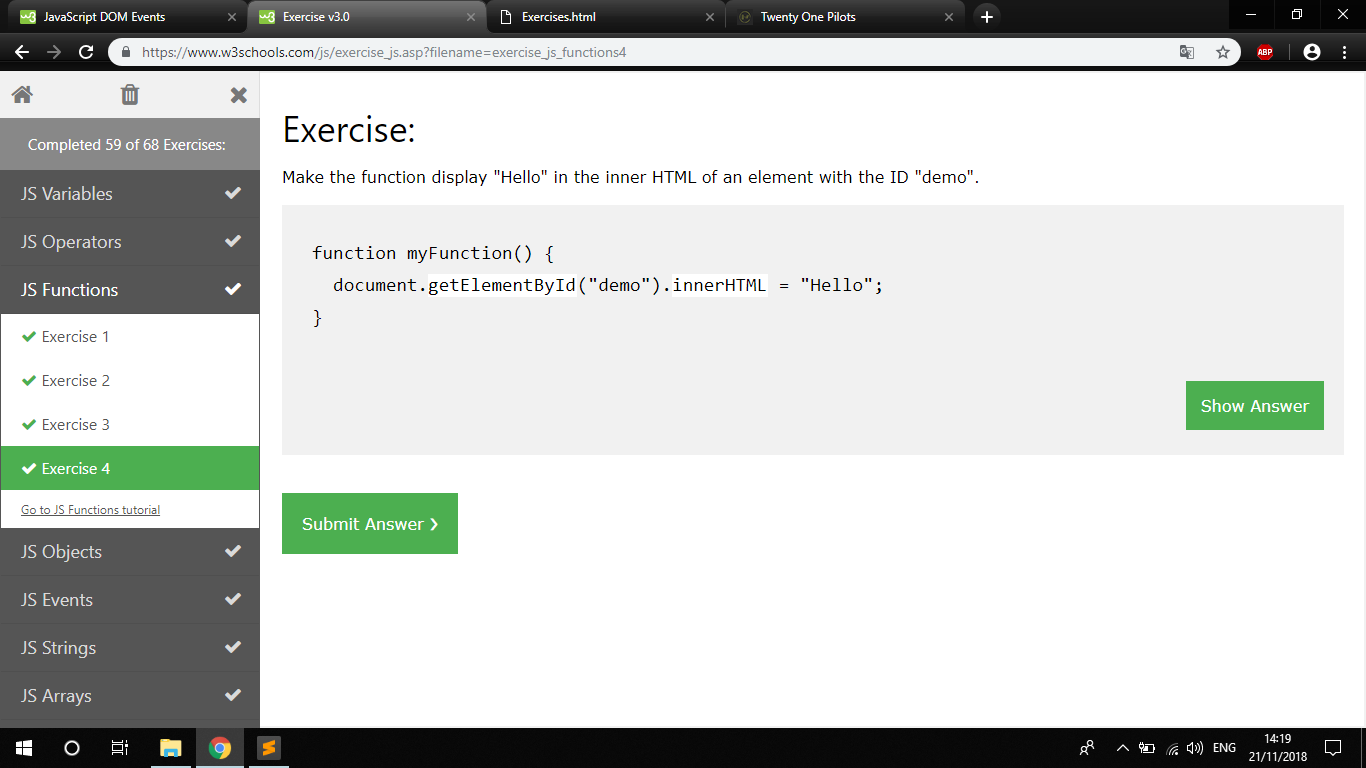 JavaScript DOM Events
Exercise v3.0
Exercises.html
Twenty One Pilots
https://www.w3schools.com/js/exercise_js.asp?filename=exercise_js_functions4
ABP
Completed 59 of 68 Exercises:
JS Variables
JS Operators
JS Functions
Exercise 1
Exercise 2
Exercise 3
Exercise 4
Go to JS Functions tutorial
JS Objects
JS Events
JS Strings
JS Arrays
Exercise:
Make the function display "Hello" in the inner HTML of an element with the ID "demo".
function myFunction() {
document.getElementById("demo").innerHTML = "Hello";
}
Show Answer
Submit Answer ❯
ENG
14:19
21/11/2018